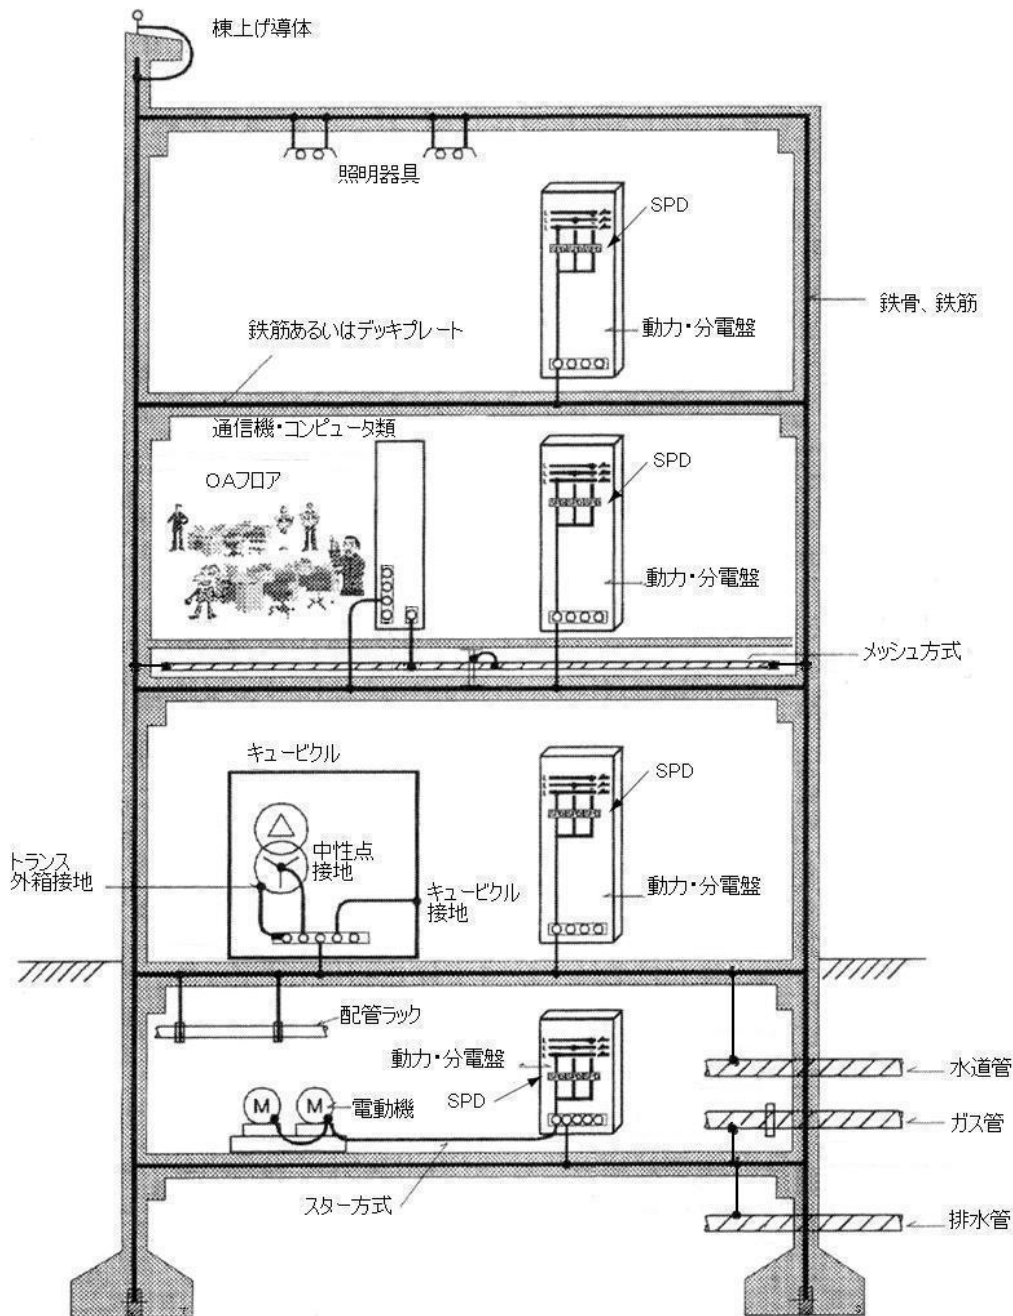 棟上げ導体
照明器具
SPD
鉄骨、鉄筋
動力・分電盤
鉄筋あるいはデッキプレート
通信機・コンピュータ類
OAフロア
SPD
動力・分電盤
メッシュ方式
キュービクル
SPD
中性点
接地
トランス
外箱接地
キュービクル
接地
動力・分電盤
配管ラック
動力・分電盤
水道管
SPD
M
M
電動機
ガス管
スター方式
排水管